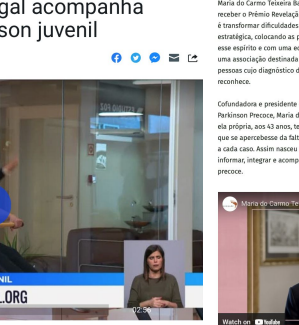 gal acompanha
son juvenil
NIL
.ORG
02:56
Maria do Carmo Teixeira Ba
receber o Prémio Revelaçã
é transformar dificuldades
estratégica, colocando as p
esse espírito e com uma ec
uma associação destinada
pessoas cujo diagnóstico d
reconhece.
Cofundadora e presidente
Parkinson Precoce, Maria d
ela própria, aos 43 anos, te
que se apercebesse da falt
a cada caso. Assim nasceu
informar, integrar e acomp
precoce.
Maria do Carmo Te
Watch on YouTube